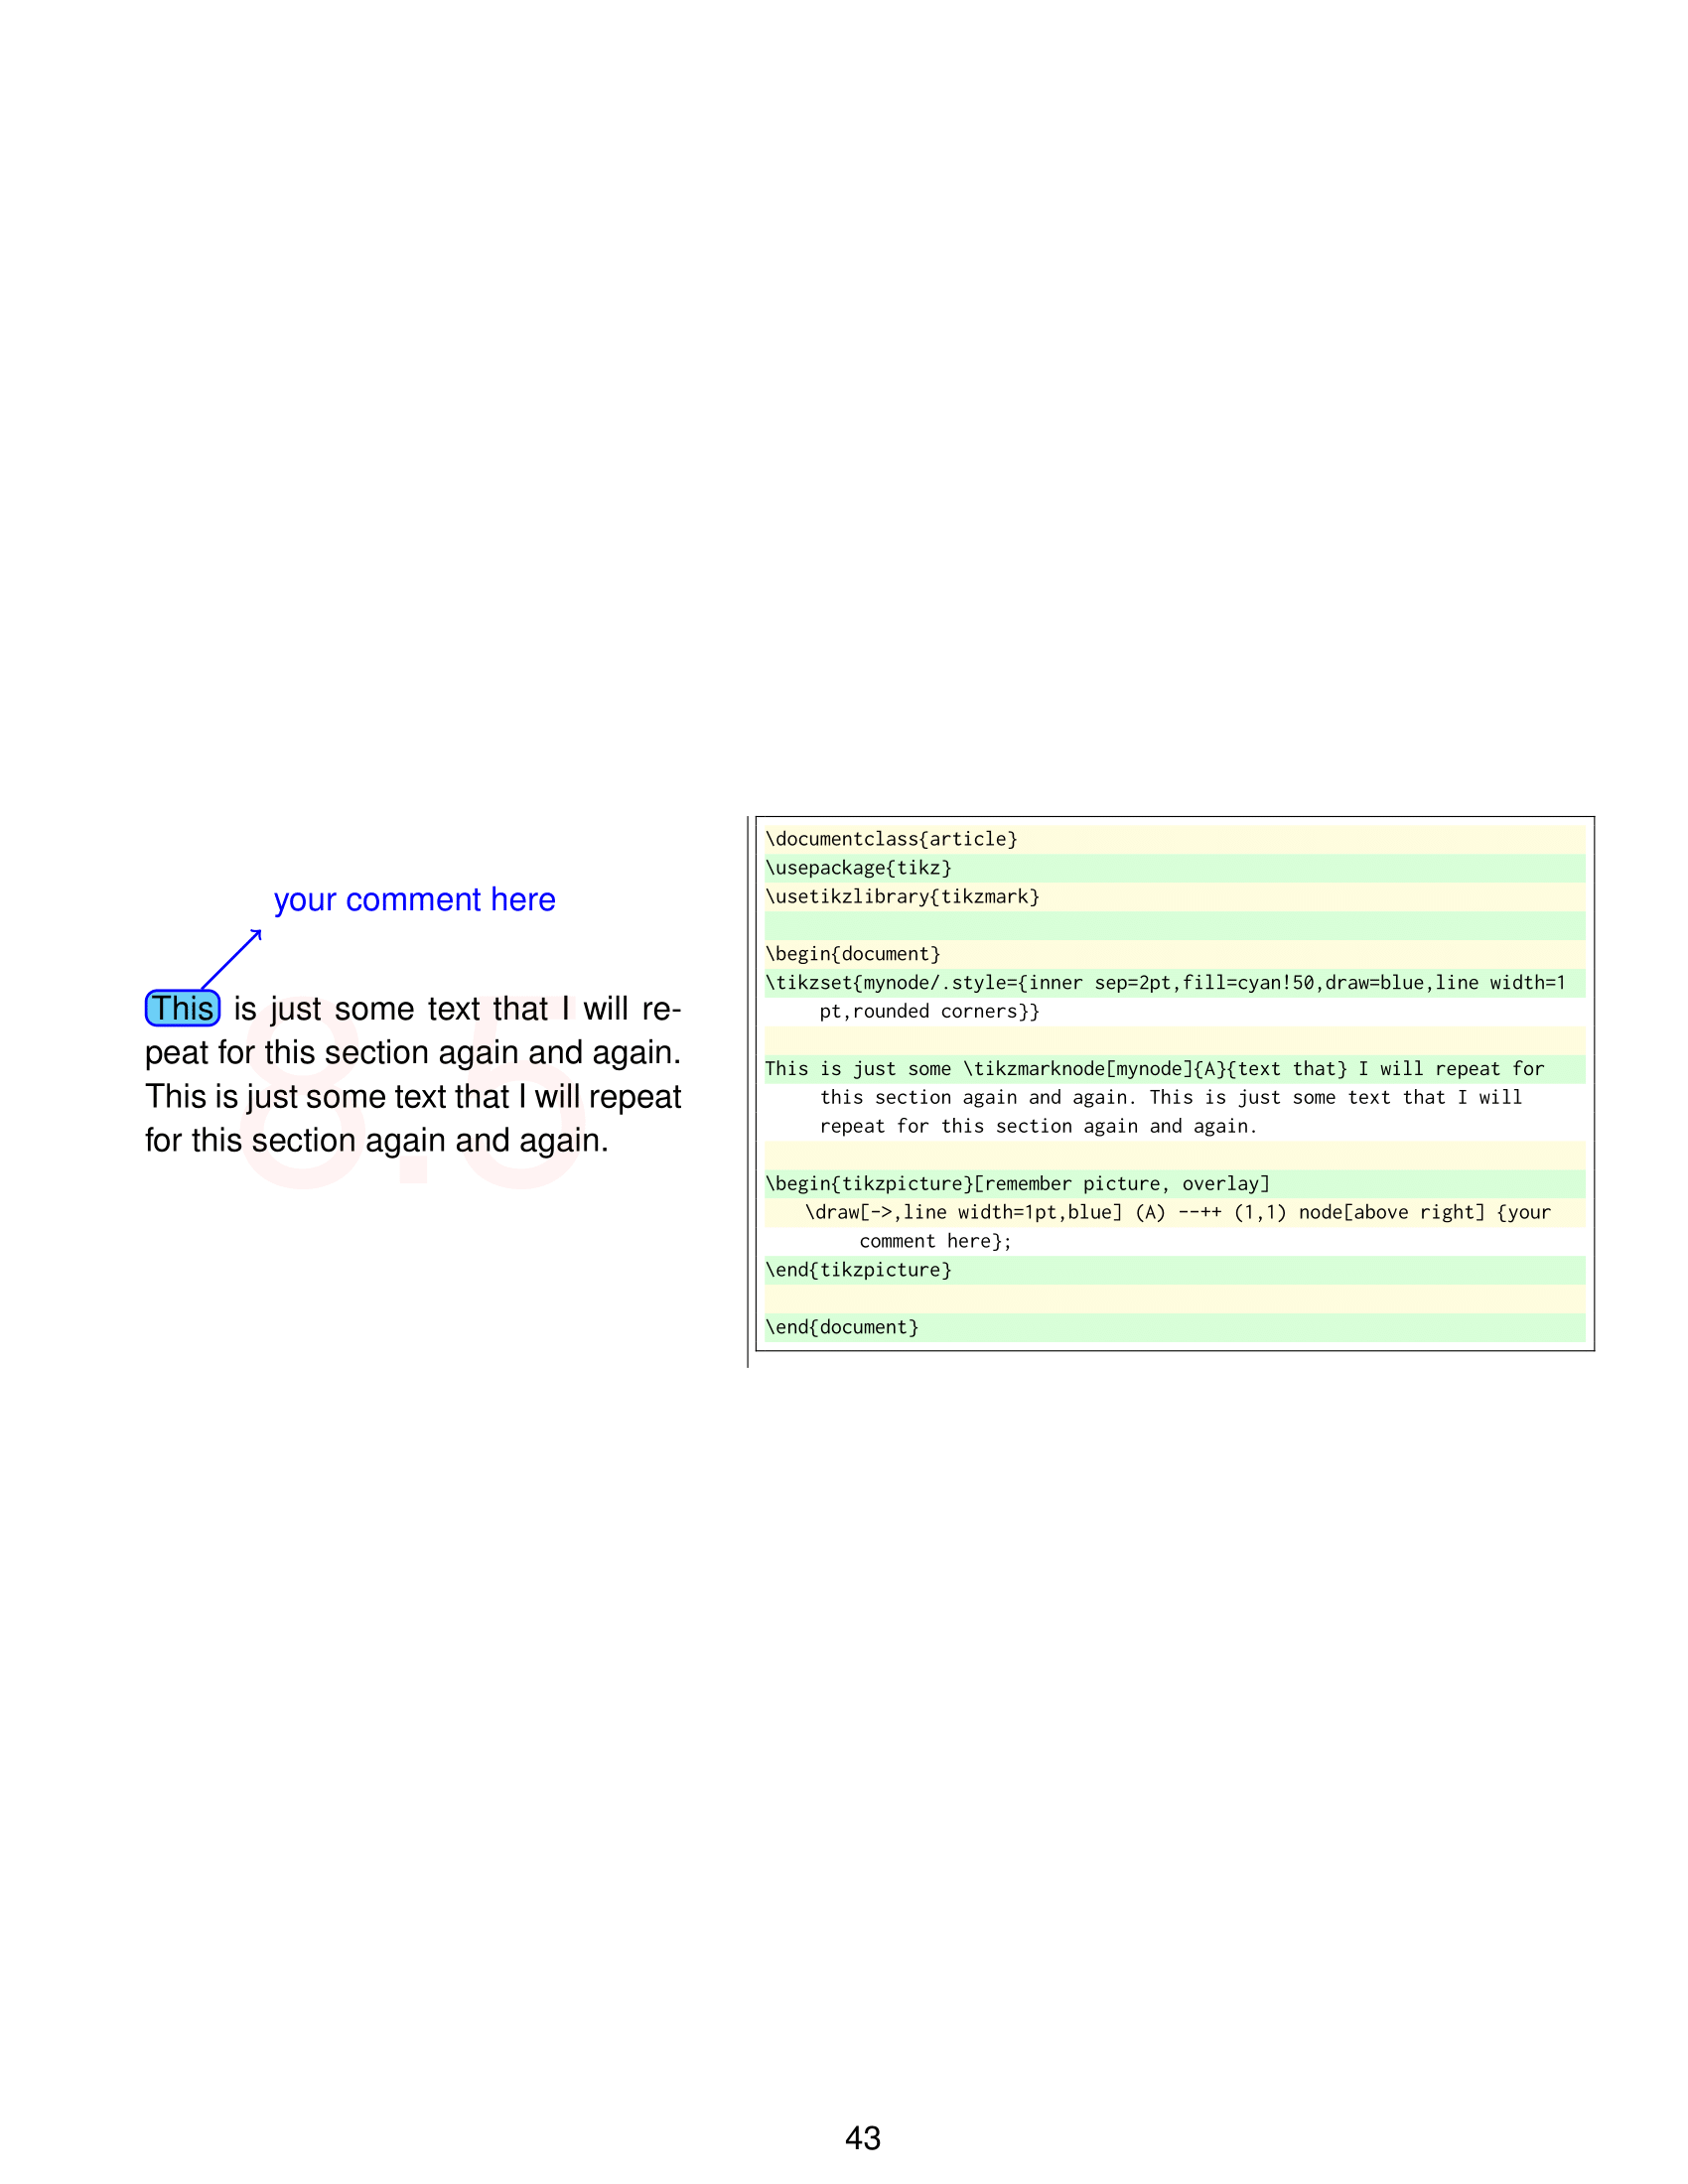 your comment here
This is just some text that I will re-
peat for this section again and again.
This is just some text that I will repeat
for this section again and again.
8.5
\documentclass{article}
\usepackage{tikz}
\usetikzlibrary{tikzmark}
\begin{document}
\tikzset{mynode/.style={inner sep=2pt,fill=cyan!50,draw=blue,line width=1
pt,rounded corners}}
This is just some \tikzmarknode[mynode]{A}{text that} I will repeat for
this section again and again. This is just some text that I will
repeat for this section again and again.
\begin{tikzpicture}[remember picture, overlay]
\draw[->,line width=1pt,blue] (A) --++ (1,1) node[above right] {your
comment here};
\end{tikzpicture}
\end{document}
43